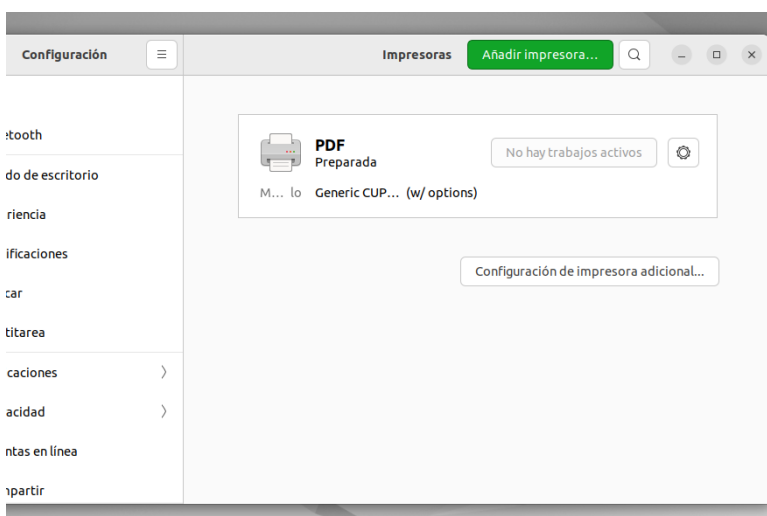 Configuración
Impresoras
Añadir impresora...
etooth
do de escritorio
riencia
ificaciones
car
titarea
caciones
acidad
ntas en línea
npartir
PDF
Preparada
No hay trabajos activos
M... lo Generic CUP... (w/ options)
Configuración de impresora adicional...